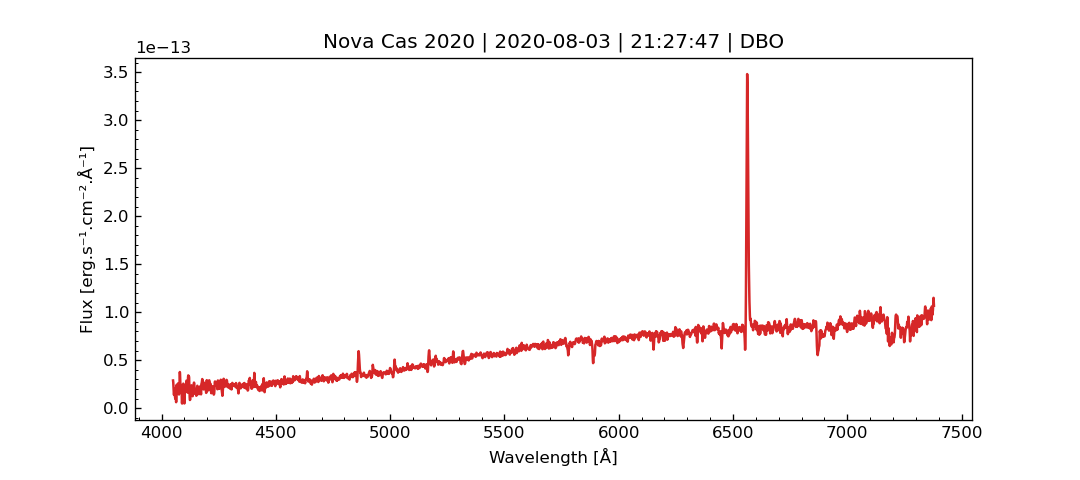 Nova Cas 2020 | 2020-08-03 | 21:27:47 | DBO
1e−13
3.5
3.0
2.5
2.0
1.5
1.0
0.5
0.0
Flux [erg.s⁻¹.cm⁻².Å⁻¹]
4000 4500 5000 5500 6000 6500 7000 7500
Wavelength [Å]